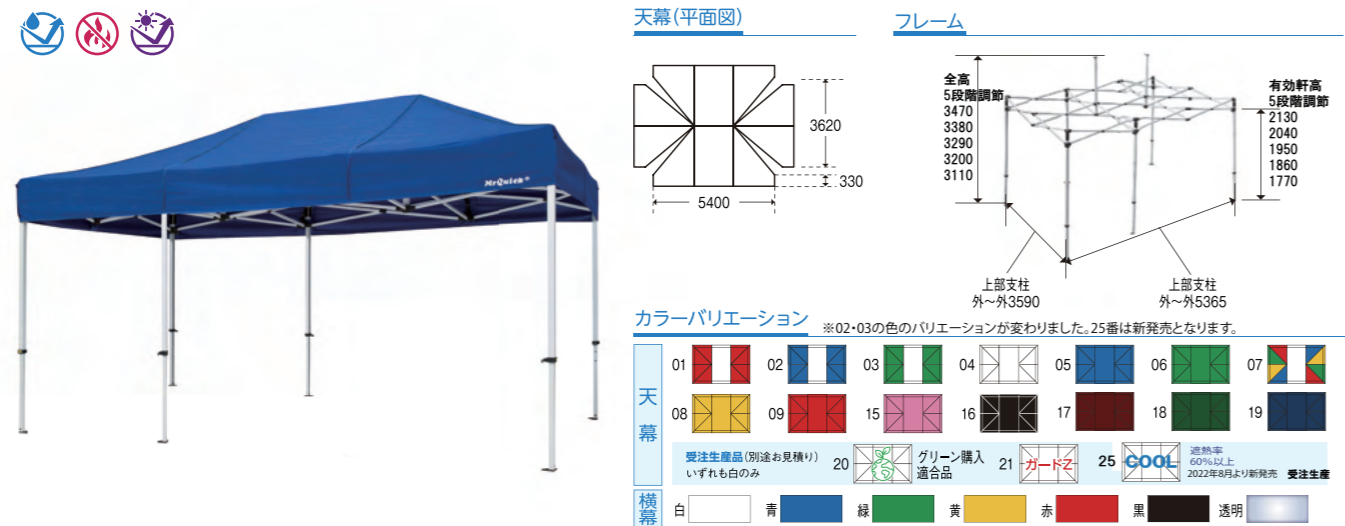 MrQuick®
天幕(平面図)
3620
330
5400
フレーム
全高
5段階調節
3470
3380
3290
3200
3110
有効軒高
5段階調節
2130
2040
1950
1860
1770
上部支柱
外～外3590
上部支柱
外～外5365
カラーバリエーション
※02・03の色のバリエーションが変わりました。25番は新発売となります。
天幕
01 02 03 04 05 06 07
08 09 15 16 17 18 19
受注生産品(別途お見積り)
いずれも白のみ
20
グリーン購入
適合品
21 ガードZ
25 COOL
遮熱率
60%以上
2022年8月より新発売 受注生産
横幕
白 青 緑 黄 赤 黒 透明